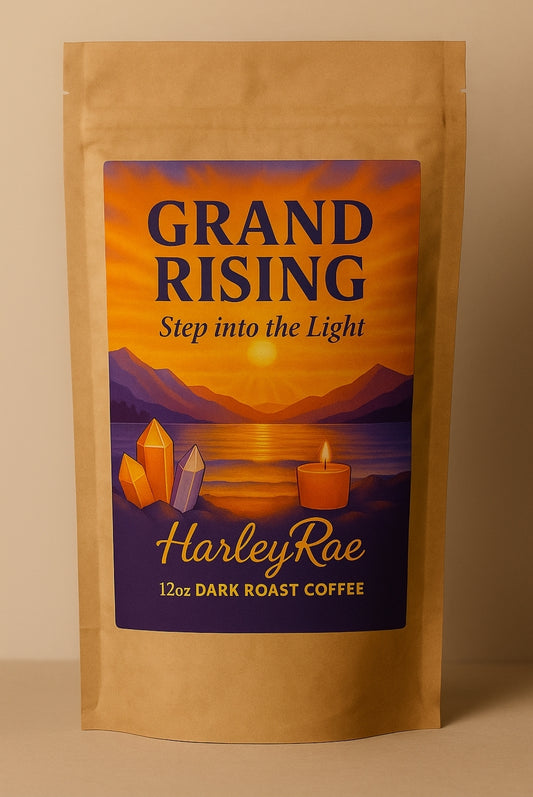 GRAND
RISING
Step into the Light
HarleyRae
12oz DARK ROAST COFFEE